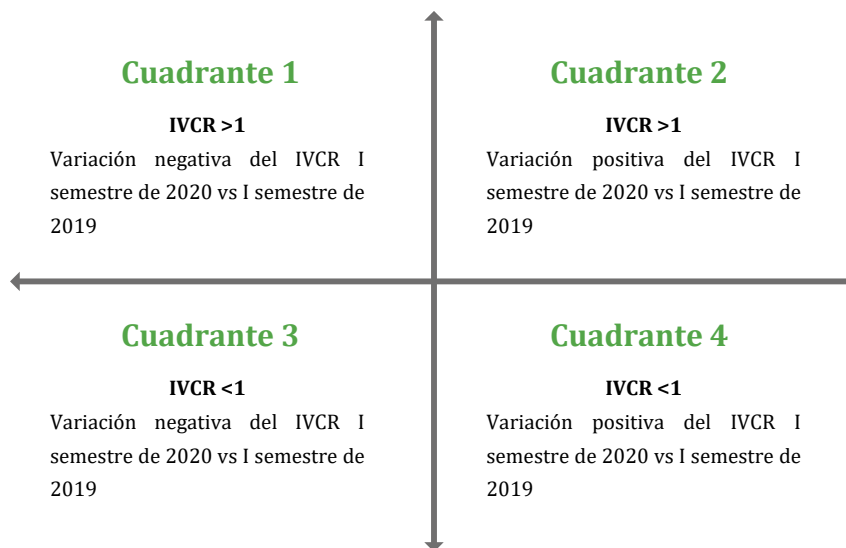 Cuadrante 1
IVCR >1
Variación negativa del IVCR I
semestre de 2020 vs I semestre de
2019
Cuadrante 2
IVCR >1
Variación positiva del IVCR I
semestre de 2020 vs I semestre de
2019
Cuadrante 3
IVCR <1
Variación negativa del IVCR I
semestre de 2020 vs I semestre de
2019
Cuadrante 4
IVCR <1
Variación positiva del IVCR I
semestre de 2020 vs I semestre de
2019